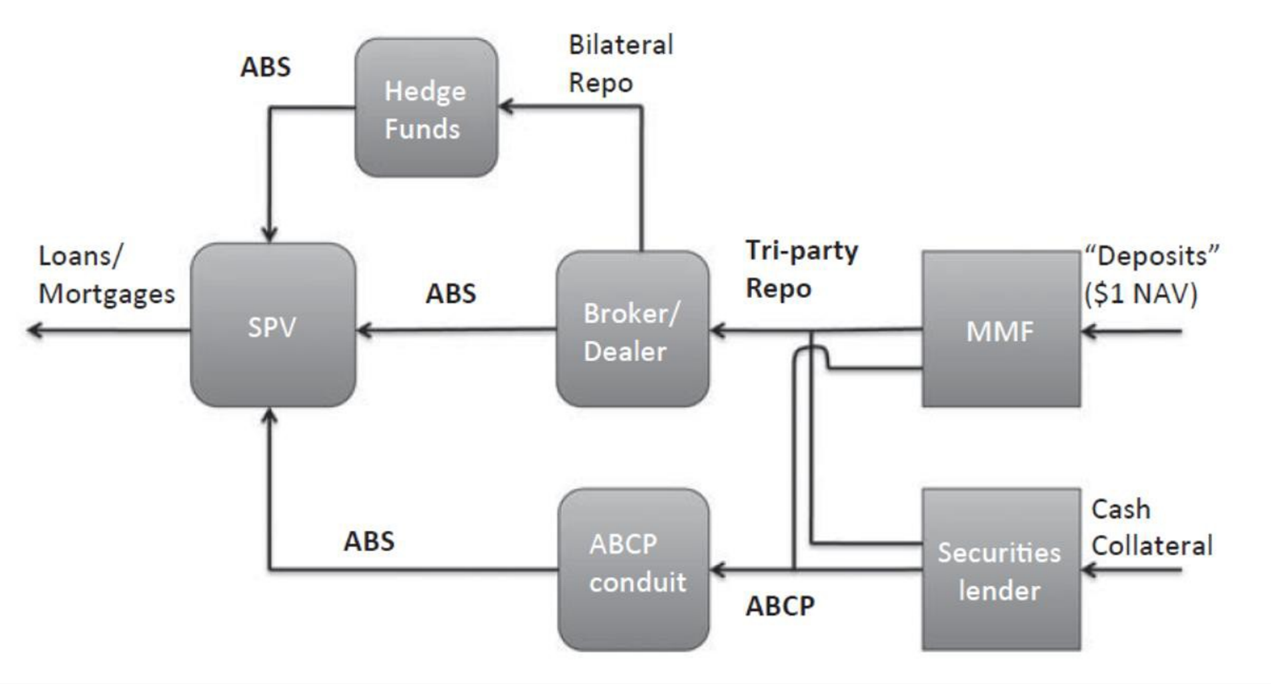 ABS
Hedge
Funds
Bilateral
Repo
Loans/
Mortgages
SPV
ABS
Broker/
Dealer
Tri-party
Repo
MMF
“Deposits”
($1 NAV)
ABS
ABCP
conduit
ABCP
Securities
lender
Cash
Collateral